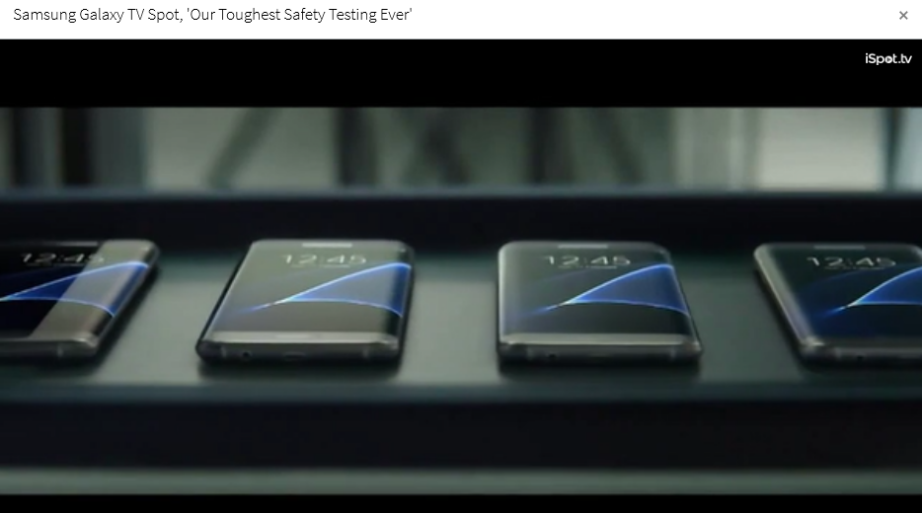 Samsung Galaxy TV Spot, 'Our Toughest Safety Testing Ever'
×
iSpot.tv
12:45 12:45 12:45 12:45